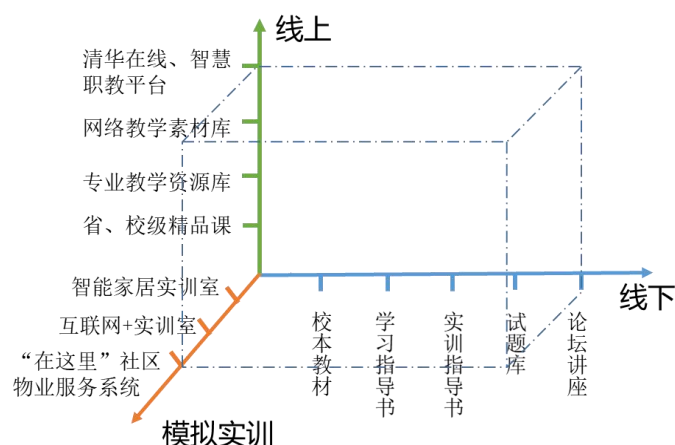 线上
清华在线、智慧
职教平台
网络教学素材库
专业教学资源库
省、校级精品课
智能家居实训室
互联网+实训室
“在这里”社区
物业服务系统
模拟实训
线下
校本教材
学习指导书
实训指导书
试题库
论坛讲座